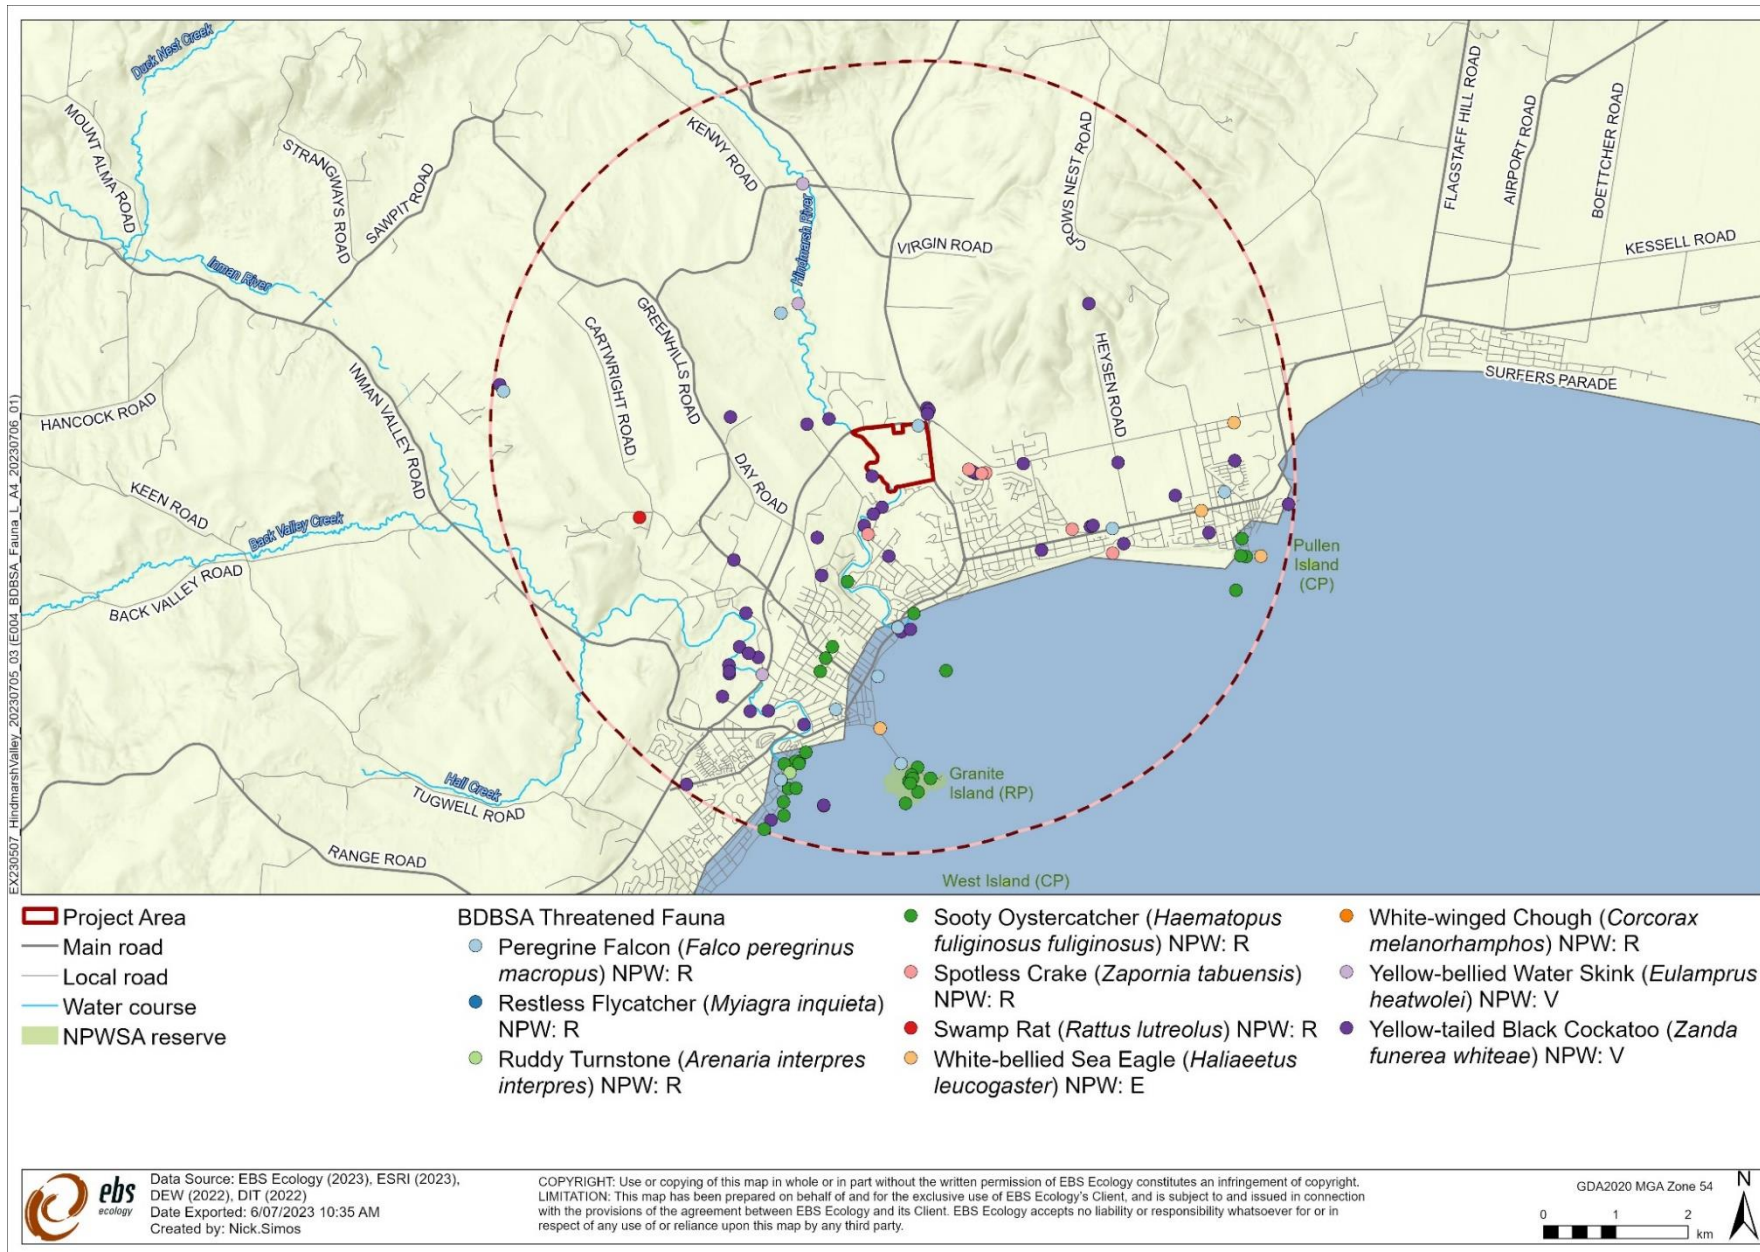 Duck Nest Creek
MOUNT ALMA ROAD
STRANGWAYS ROAD
SAWPIT ROAD
KENNY ROAD
CROWS NEST ROAD
FLAGSTAFF HILL ROAD
AIRPORT ROAD
BOETTCHER ROAD
KESSELL ROAD
VIRGIN ROAD
Hindmarsh River
Inman River
GREENHILLS ROAD
CARTWRIGHT ROAD
HEYSEN ROAD
SURFERS PARADE
INMAN VALLEY ROAD
HANCOCK ROAD
DAY ROAD
KEEN ROAD
Back Valley Creek
BACK VALLEY ROAD
Pullen
Island
(CP)
Granite
Island (RP)
Hall Creek
TUGWELL ROAD
RANGE ROAD
West Island (CP)
EX230507_HindmarshValley_20230705_03 (E004_BDBSA_Fauna_L_A4_20230706_01)
Project Area
Main road
Local road
Water course
NPWSA reserve
BDBSA Threatened Fauna
Peregrine Falcon (Falco peregrinus
macropus) NPW: R
Restless Flycatcher (Myiagra inquieta)
NPW: R
Ruddy Turnstone (Arenaria interpres
interpres) NPW: R
Sooty Oystercatcher (Haematopus
fuliginosus fuliginosus) NPW: R
Spotless Crake (Zapornia tabuensis)
NPW: R
Swamp Rat (Rattus lutreolus) NPW: R
White-bellied Sea Eagle (Haliaeetus
leucogaster) NPW: E
White-winged Chough (Corcorax
melanorhamphos) NPW: R
Yellow-bellied Water Skink (Eulamprus
heatwolei) NPW: V
Yellow-tailed Black Cockatoo (Zanda
funerea whiteae) NPW: V
ebs
ecology
Data Source: EBS Ecology (2023), ESRI (2023),
DEW (2022), DIT (2022)
Date Exported: 6/07/2023 10:35 AM
Created by: Nick.Simos
COPYRIGHT: Use or copying of this map in whole or in part without the written permission of EBS Ecology constitutes an infringement of copyright.
LIMITATION: This map has been prepared on behalf of and for the exclusive use of EBS Ecology's Client, and is subject to and issued in connection
with the provisions of the agreement between EBS Ecology and its Client. EBS Ecology accepts no liability or responsibility whatsoever for or in
respect of any use of or reliance upon this map by any third party.
GDA2020 MGA Zone 54
N
0 1 2
km